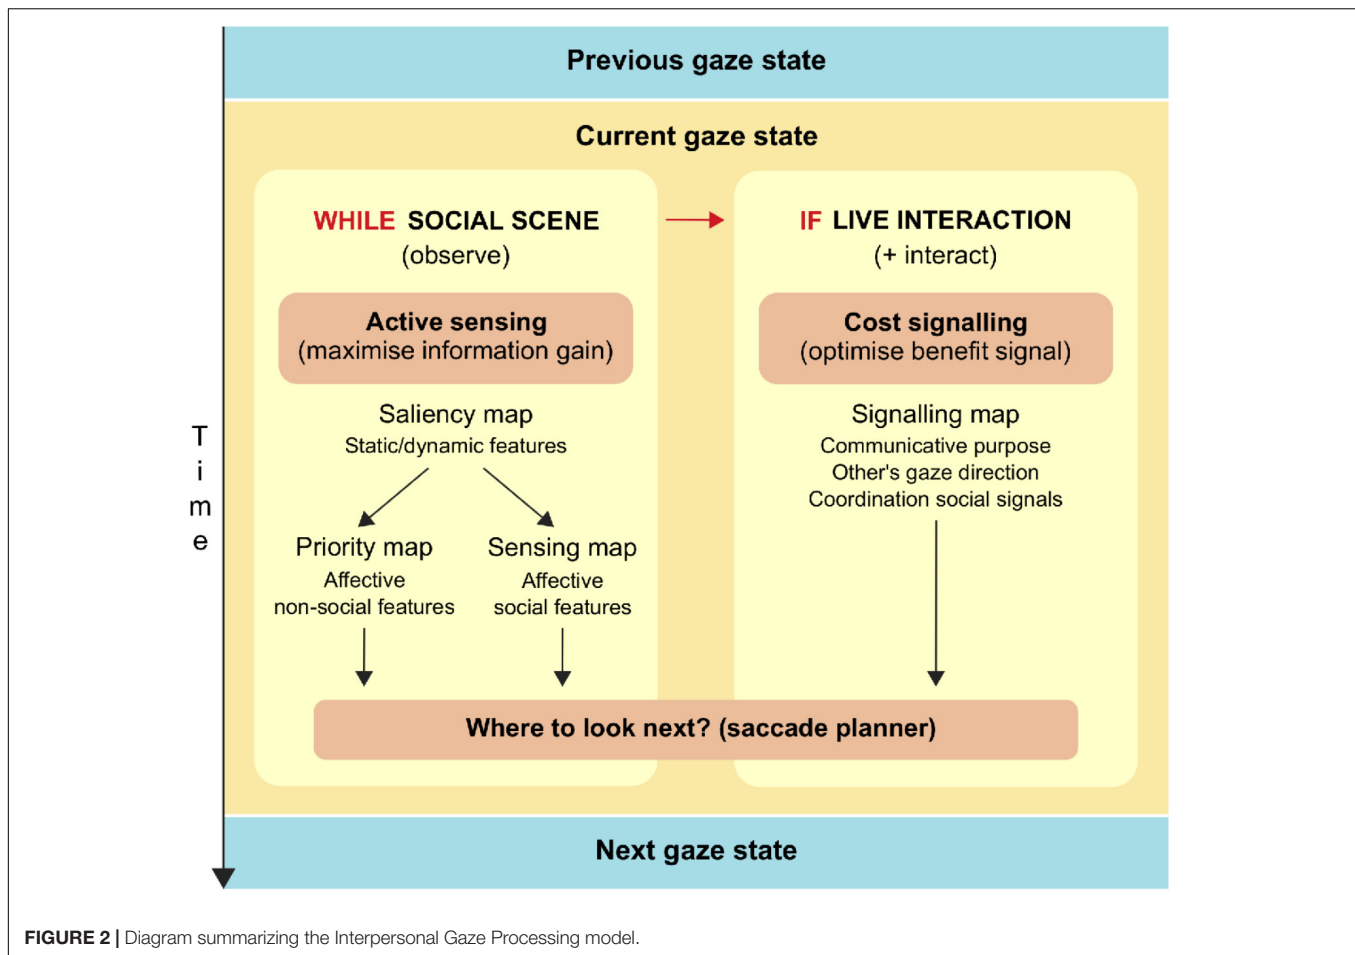 Previous gaze state
Current gaze state
WHILE SOCIAL SCENE
(observe)
IF LIVE INTERACTION
(+ interact)
Active sensing
(maximise information gain)
Cost signalling
(optimise benefit signal)
Saliency map
Static/dynamic features
Signalling map
Communicative purpose
Other's gaze direction
Coordination social signals
Time
Priority map
Affective
non-social features
Sensing map
Affective
social features
Where to look next? (saccade planner)
Next gaze state
FIGURE 2 | Diagram summarizing the Interpersonal Gaze Processing model.